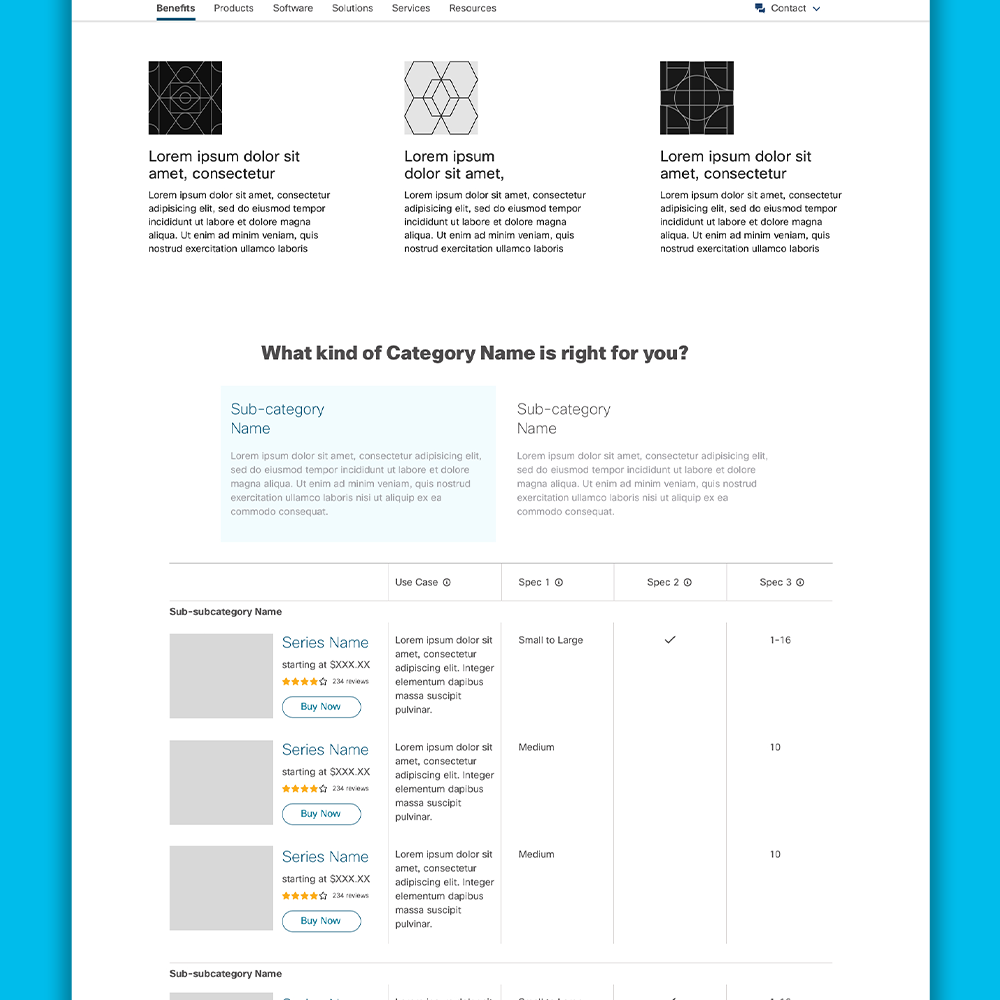 Benefits Products Software Solutions Services Resources Contact
Lorem ipsum dolor sit
amet, consectetur
Lorem ipsum dolor sit amet, consectetur
adipisicing elit, sed do eiusmod tempor
incididunt ut labore et dolore magna
aliqua. Ut enim ad minim veniam, quis
nostrud exercitation ullamco laboris
Lorem ipsum
dolor sit amet,
Lorem ipsum dolor sit amet, consectetur
adipisicing elit, sed do eiusmod tempor
incididunt ut labore et dolore magna
aliqua. Ut enim ad minim veniam, quis
nostrud exercitation ullamco laboris
Lorem ipsum dolor sit
amet, consectetur
Lorem ipsum dolor sit amet, consectetur
adipisicing elit, sed do eiusmod tempor
incididunt ut labore et dolore magna
aliqua. Ut enim ad minim veniam, quis
nostrud exercitation ullamco laboris
What kind of Category Name is right for you?
Sub-category
Name
Lorem ipsum dolor sit amet, consectetur adipisicing elit,
sed do eiusmod tempor incididunt ut labore et dolore
magna aliqua. Ut enim ad minim veniam, quis nostrud
exercitation ullamco laboris nisi ut aliquip ex ea
commodo consequat.
Sub-category
Name
Lorem ipsum dolor sit amet, consectetur adipisicing elit,
sed do eiusmod tempor incididunt ut labore et dolore
magna aliqua. Ut enim ad minim veniam, quis nostrud
exercitation ullamco laboris nisi ut aliquip ex ea
commodo consequat.
Use Case Spec 1 Spec 2 Spec 3
Sub-subcategory Name
Series Name
starting at $XXX.XX
234 reviews
Buy Now
Lorem ipsum dolor sit
amet, consectetur
adipiscing elit. Integer
elementum dapibus
massa suscipit
pulvinar.
Small to Large
1-16
Series Name
starting at $XXX.XX
234 reviews
Buy Now
Lorem ipsum dolor sit
amet, consectetur
adipiscing elit. Integer
elementum dapibus
massa suscipit
pulvinar.
Medium
10
Series Name
starting at $XXX.XX
234 reviews
Buy Now
Lorem ipsum dolor sit
amet, consectetur
adipiscing elit. Integer
elementum dapibus
massa suscipit
pulvinar.
Medium
10
Sub-subcategory Name